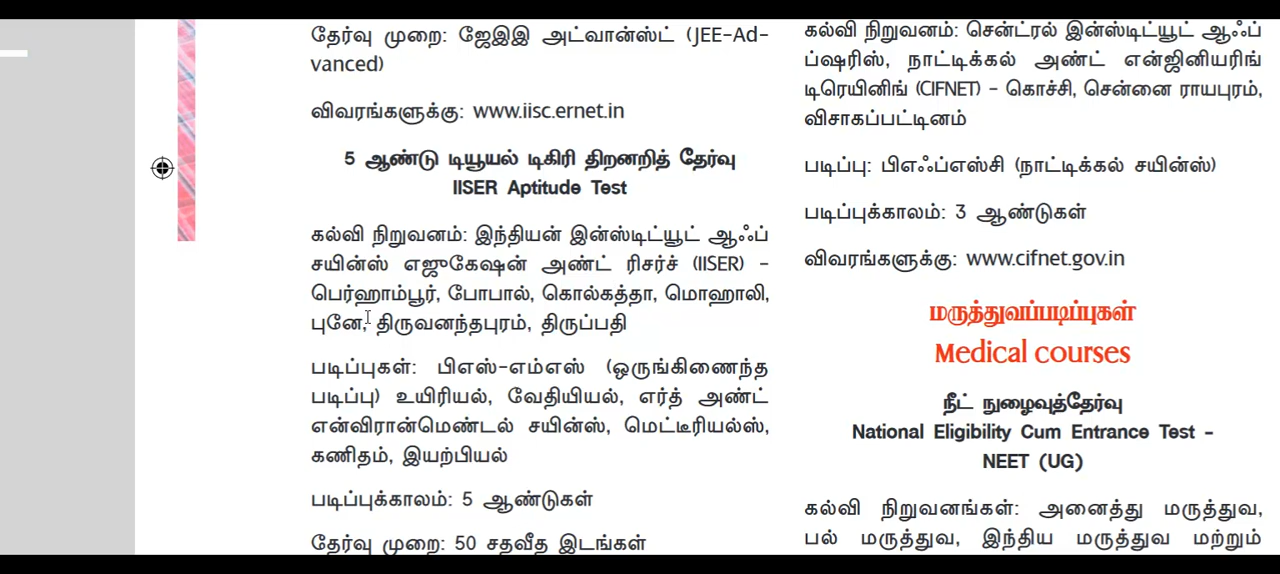 தேர்வு முறை: ஜேஇஇ அட்வான்ஸ்ட் (JEE-Ad-
vanced)
விவரங்களுக்கு: www.iisc.ernet.in
5 ஆண்டு டியூயல் டிகிரி திறனறித் தேர்வு
IISER Aptitude Test
கல்வி நிறுவனம்: இந்தியன் இன்ஸ்டிட்யூட் ஆஃப்
சயின்ஸ் எஜுகேஷன் அண்ட் ரிசர்ச் (IISER) –
பெர்ஹாம்பூர், போபால், கொல்கத்தா, மொஹாலி,
புனே, திருவனந்தபுரம், திருப்பதி
படிப்புகள்: பிஎஸ்-எம்எஸ் (ஒருங்கிணைந்த
படிப்பு) உயிரியல், வேதியியல், எர்த் அண்ட்
என்விரான்மெண்டல் சயின்ஸ், மெட்டீரியல்ஸ்,
கணிதம், இயற்பியல்
படிப்புக்காலம்: 5 ஆண்டுகள்
தேர்வு முறை: 50 சதவீத இடங்கள்
கல்வி நிறுவனம்: சென்ட்ரல் இன்ஸ்டிட்யூட் ஆஃப்
ப்ஷரிஸ், நாட்டிக்கல் அண்ட் என்ஜினியரிங்
டிரெயினிங் (CIFNET) – கொச்சி, சென்னை ராயபுரம்,
விசாகப்பட்டினம்
படிப்பு: பிஎஃப்எஸ்சி (நாட்டிக்கல் சயின்ஸ்)
படிப்புக்காலம்: 3 ஆண்டுகள்
விவரங்களுக்கு: www.cifnet.gov.in
மருத்துவப்படிப்புகள்
Medical courses
நீட் நுழைவுத்தேர்வு
National Eligibility Cum Entrance Test –
NEET (UG)
கல்வி நிறுவனங்கள்: அனைத்து மருத்துவ,
பல் மருத்துவ, இந்திய மருத்துவ மற்றும்